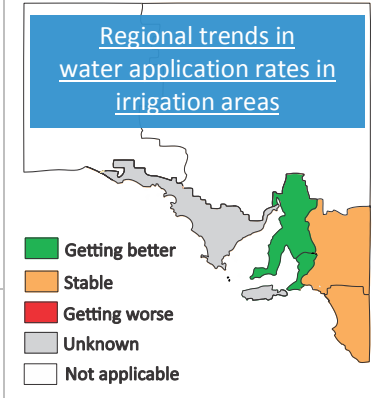 Regional trends in
water application rates in
irrigation areas
Getting better
Stable
Getting worse
Unknown
Not applicable